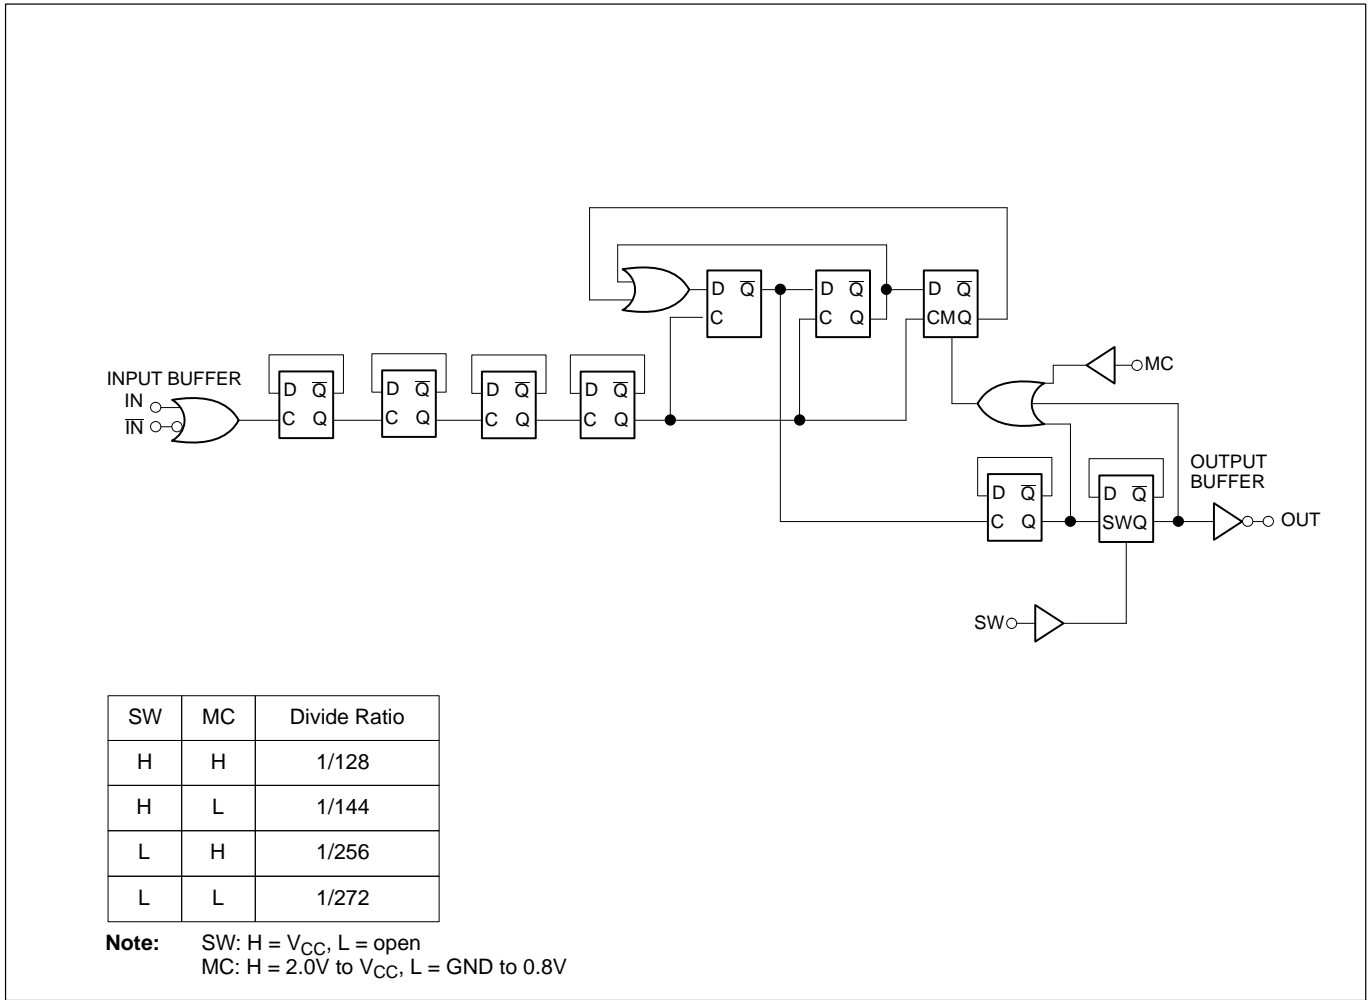 D Q̅
C
D Q̅
C Q
D Q̅
CM Q
MC
INPUT BUFFER
IN
I̅N̅
D Q̅
C Q
D Q̅
C Q
D Q̅
C Q
D Q̅
C Q
D Q̅
C Q
D Q̅
SW Q
OUTPUT
BUFFER
OUT
SW
SW MC Divide Ratio
H H 1/128
H L 1/144
L H 1/256
L L 1/272
Note: SW: H = VCC, L = open
MC: H = 2.0V to VCC, L = GND to 0.8V